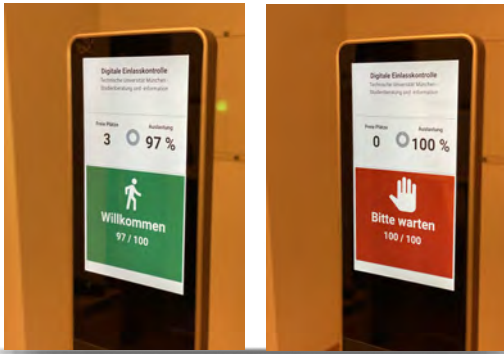 Digitale Einlasskontrolle
Technische Universität München -
Studienberatung und -information
Freie Plätze
Auslastung
3
97 %
Willkommen
97 / 100
Digitale Einlasskontrolle
Technische Universität München -
Studienberatung und -information
Freie Plätze
Auslastung
0
100 %
Bitte warten
100 / 100